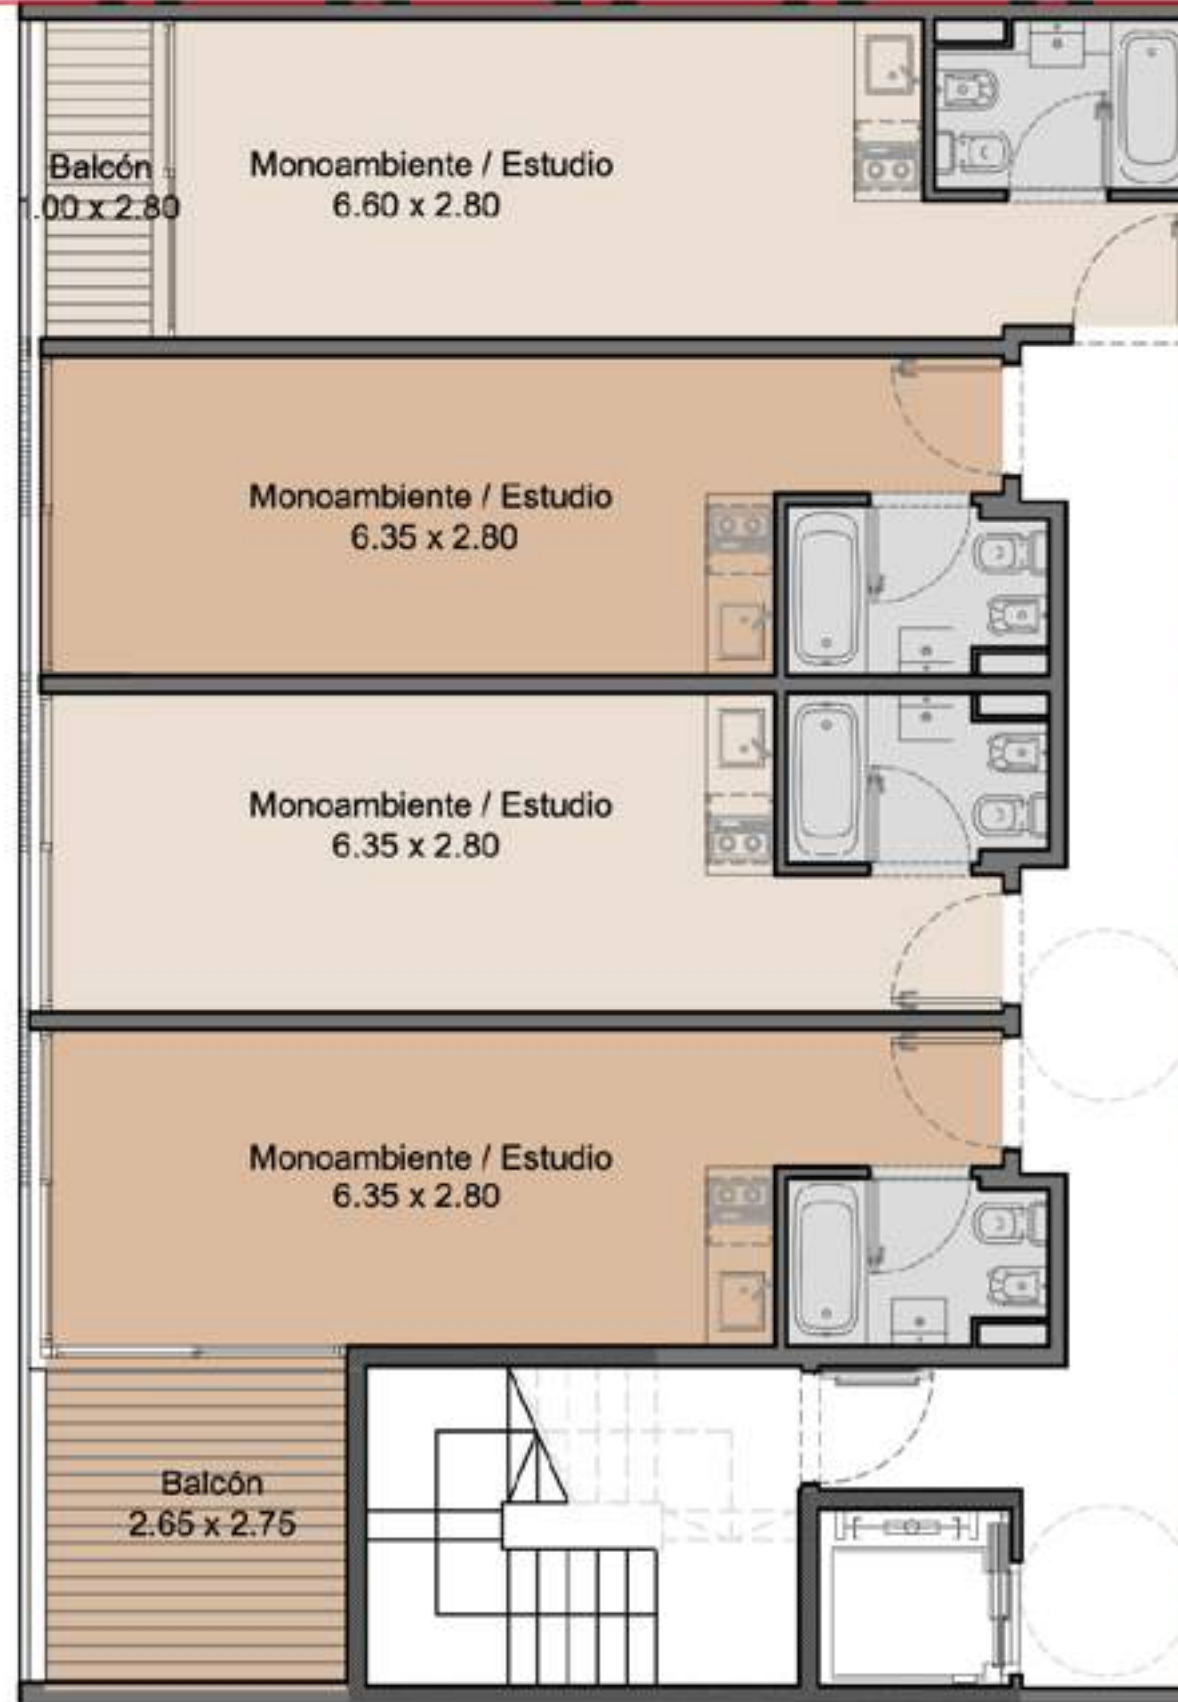 Balcón
.00 x 2.80
Monoambiente / Estudio
6.60 x 2.80
Monoambiente / Estudio
6.35 x 2.80
Monoambiente / Estudio
6.35 x 2.80
Monoambiente / Estudio
6.35 x 2.80
Balcón
2.65 x 2.75